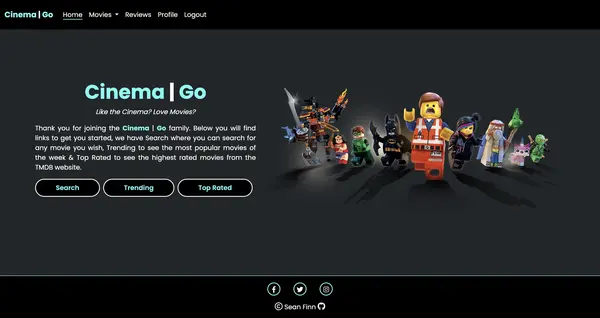 Cinema | Go Home Movies Reviews Profile Logout
Cinema | Go
Like the Cinema? Love Movies?
Thank you for joining the Cinema | Go family. Below you will find
links to get you started, we have Search where you can search for
any movie you wish, Trending to see the most popular movies of
the week & Top Rated to see the highest rated movies from the
TMDB website.
Search Trending Top Rated
© Sean Finn